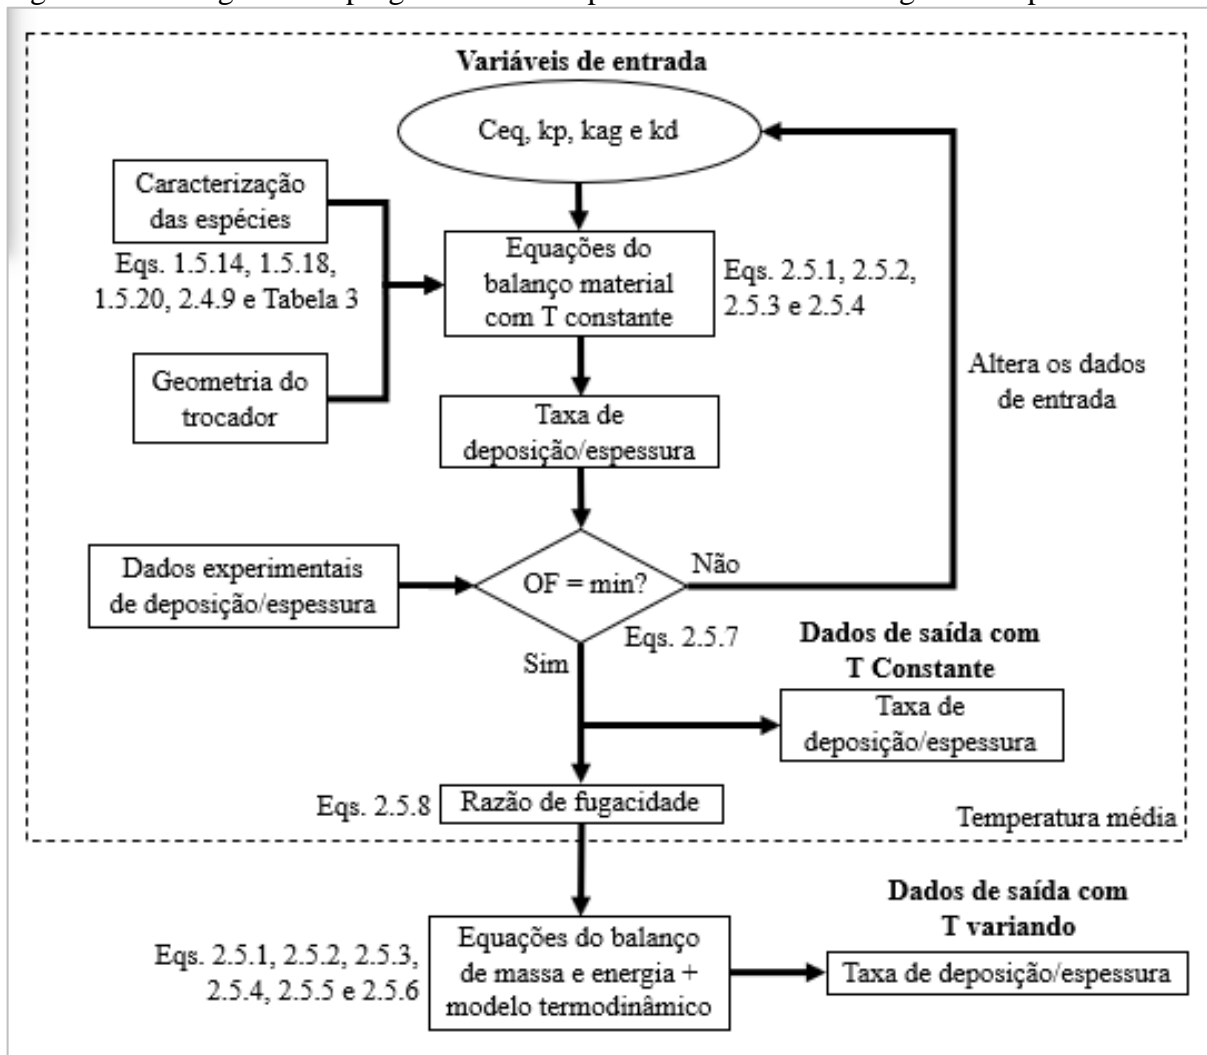 Variáveis de entrada
Ceq, kp, kag e kd
Caracterização
das espécies
Eqs. 1.5.14, 1.5.18,
1.5.20, 2.4.9 e Tabela 3
Equações do
balanço material
com T constante
Eqs. 2.5.1, 2.5.2,
2.5.3 e 2.5.4
Geometria do
trocador
Altera os dados
de entrada
Taxa de
deposição/espessura
Dados experimentais
de deposição/espessura
OF = min?
Não
Eqs. 2.5.7
Sim
Dados de saída com
T Constante
Taxa de
deposição/espessura
Eqs. 2.5.8
Razão de fugacidade
Temperatura média
Eqs. 2.5.1, 2.5.2, 2.5.3,
2.5.4, 2.5.5 e 2.5.6
Equações do balanço
de massa e energia +
modelo termodinâmico
Dados de saída com
T variando
Taxa de deposição/espessura